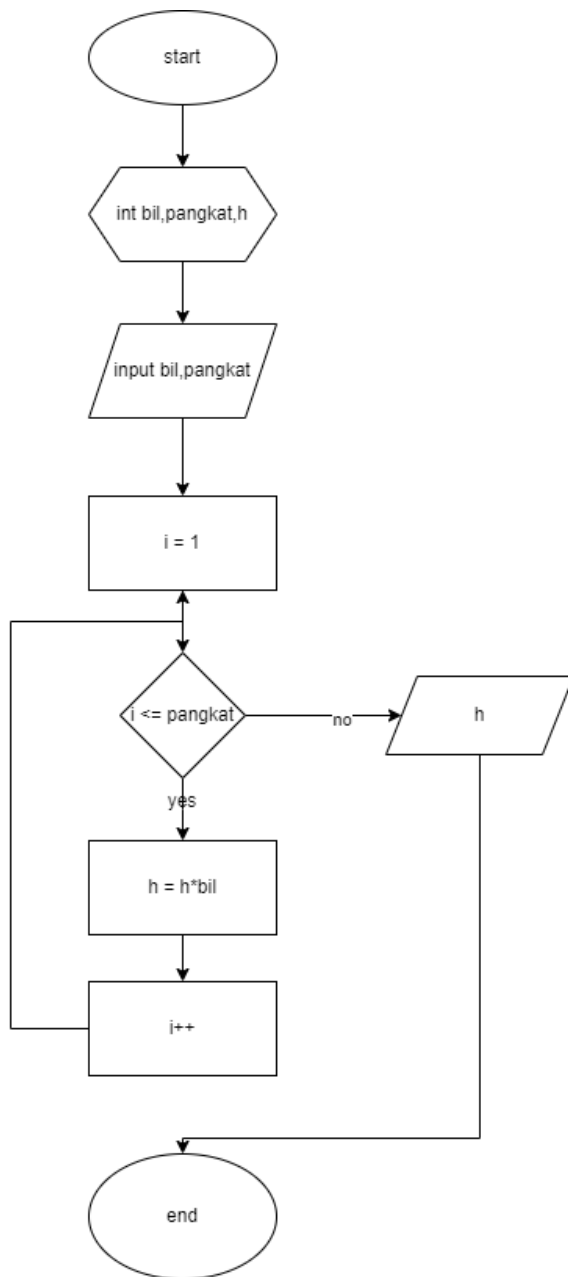 start
int bil,pangkat,h
input bil,pangkat
i = 1
i <= pangkat
no
h
yes
h = h*bil
i++
end